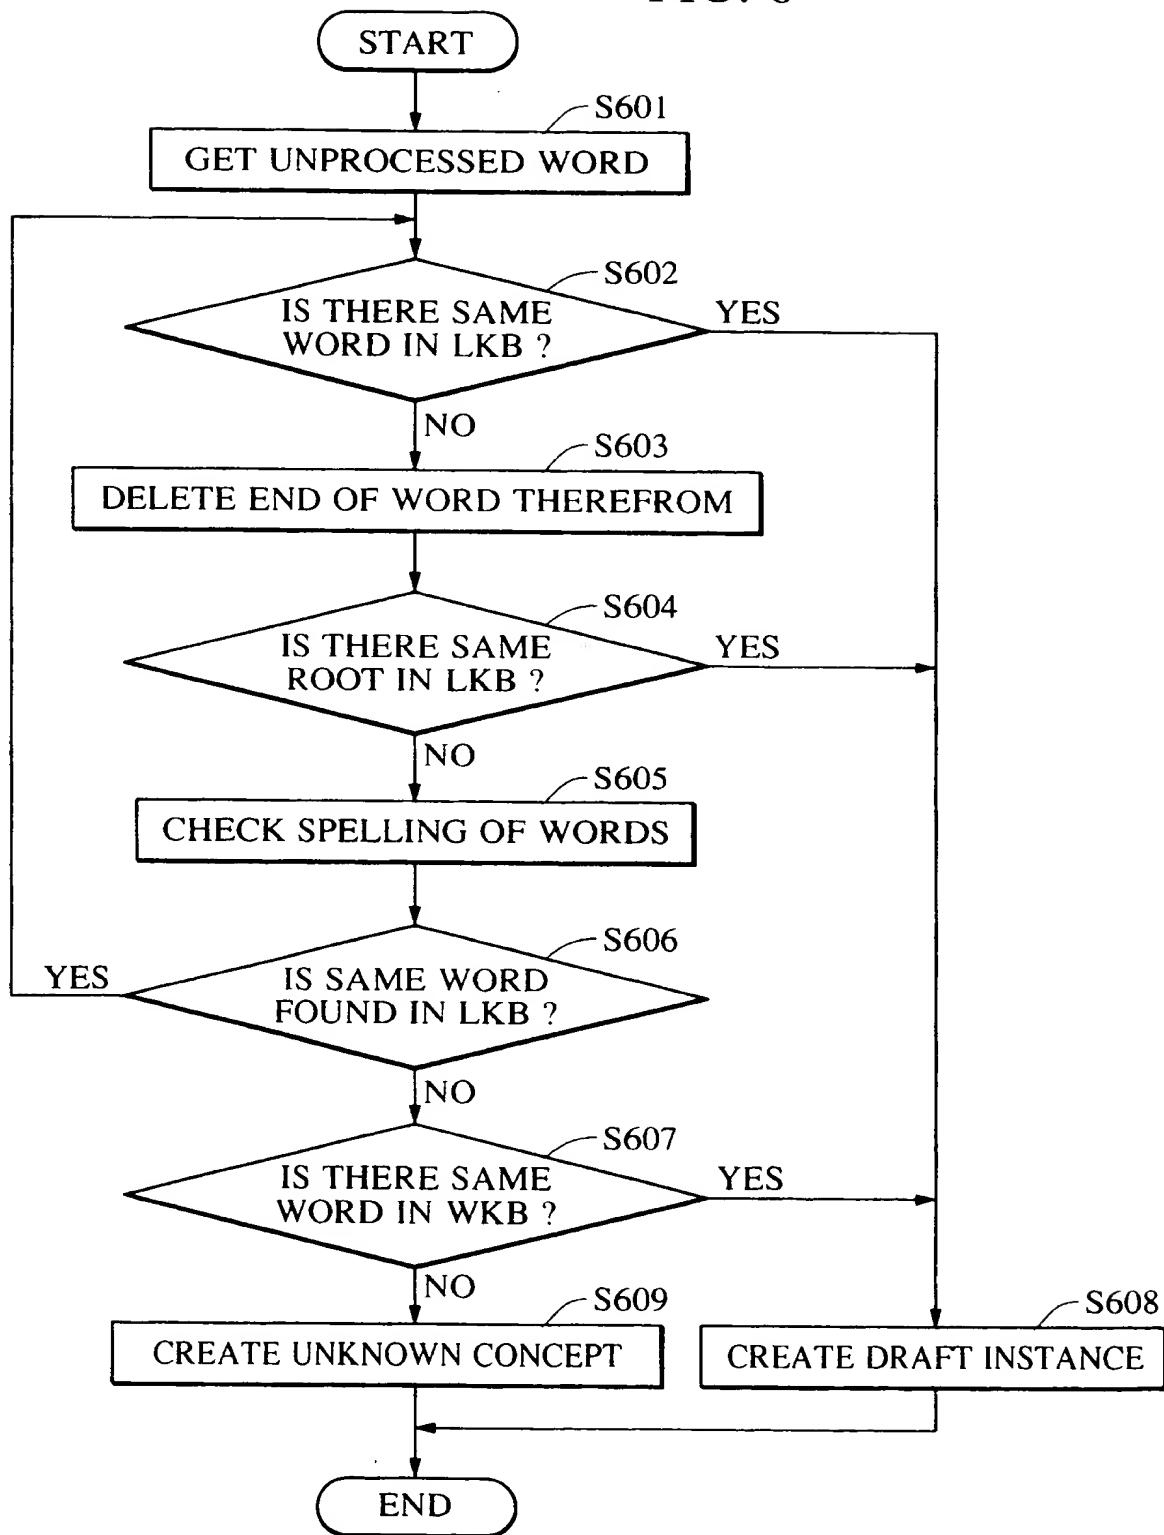 START
S601
GET UNPROCESSED WORD
S602
IS THERE SAME
WORD IN LKB ?
YES
NO
S603
DELETE END OF WORD THEREFROM
S604
IS THERE SAME
ROOT IN LKB ?
YES
NO
S605
CHECK SPELLING OF WORDS
S606
YES
IS SAME WORD
FOUND IN LKB ?
NO
S607
IS THERE SAME
WORD IN WKB ?
YES
NO
S609
CREATE UNKNOWN CONCEPT
S608
CREATE DRAFT INSTANCE
END